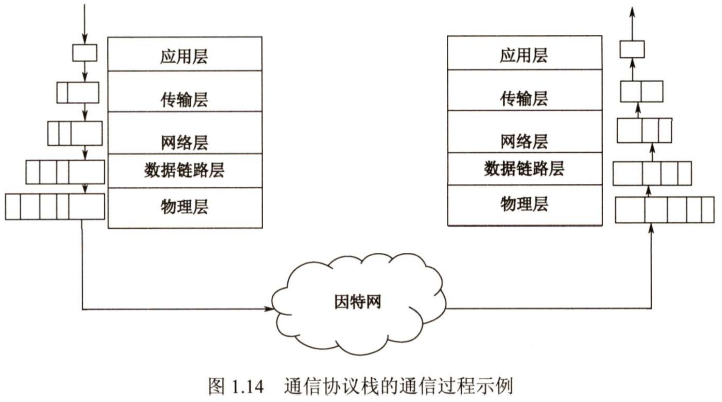 应用层
传输层
网络层
数据链路层
物理层
应用层
传输层
网络层
数据链路层
物理层
因特网
图 1.14 通信协议栈的通信过程示例